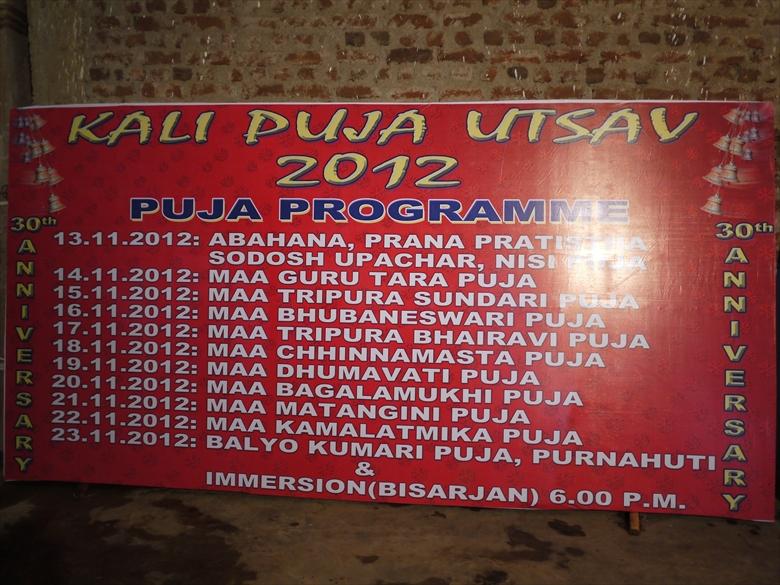 KALI PUJA UTSAV
2012
PUJA PROGRAMME
30th ANNIVERSARY
13.11.2012: ABAHANA, PRANA
SODOSH UPACHAR, NISI PUJA
14.11.2012: MAA GURU TARA PUJA
15.11.2012: MAA TRIPURA SUNDARI PUJA
16.11.2012: MAA BHUBANESWARI PUJA
17.11.2012: MAA TRIPURA BHAIRAVI PUJA
18.11.2012: MAA CHHINNAMASTA PUJA
19.11.2012: MAA DHUMAVATI PUJA
20.11.2012: MAA BAGALAMUKHI PUJA
21.11.2012: MAA MATANGINI PUJA
22.11.2012: MAA KAMALATMIKA PUJA
23.11.2012: BALYO KUMARI PUJA, PURNAHUTI
&
IMMERSION(BISARJAN) 6.00 P.M.
30th ANNIVERSARY